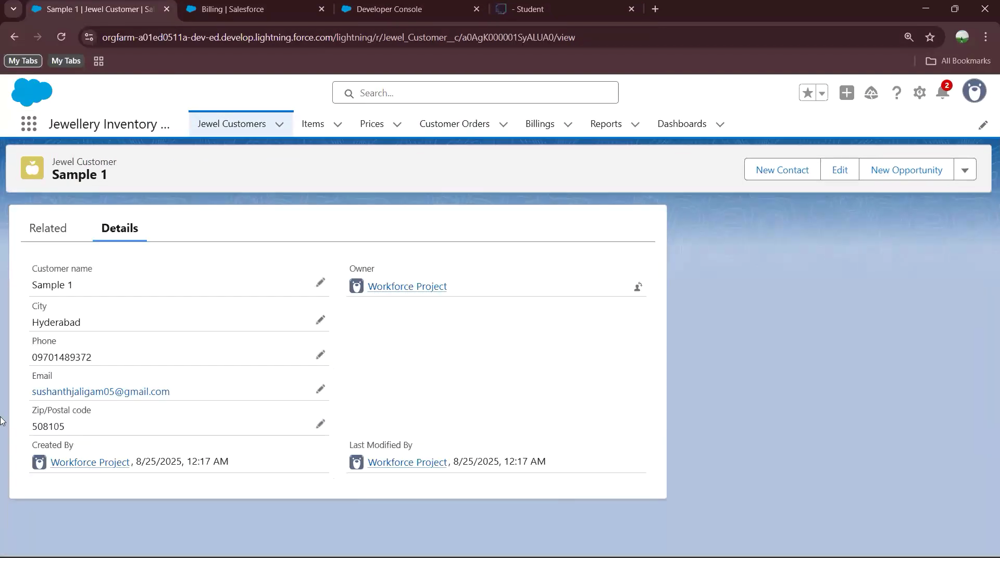 Sample 1 | Jewel Customer | Sa
Billing | Salesforce
Developer Console
- Student
orgfarm-a01ed0511a-dev-ed.develop.lightning.force.com/lightning/r/Jewel_Customer__c/a0AgK000001SyALUA0/view
My Tabs
My Tabs
All Bookmarks
Search...
2
Jewellery Inventory ...
Jewel Customers
Items
Prices
Customer Orders
Billings
Reports
Dashboards
Jewel Customer
Sample 1
New Contact
Edit
New Opportunity
Related
Details
Customer name
Sample 1
Owner
Workforce Project
City
Hyderabad
Phone
09701489372
Email
sushanthjaligam05@gmail.com
Zip/Postal code
508105
Created By
Workforce Project, 8/25/2025, 12:17 AM
Last Modified By
Workforce Project, 8/25/2025, 12:17 AM